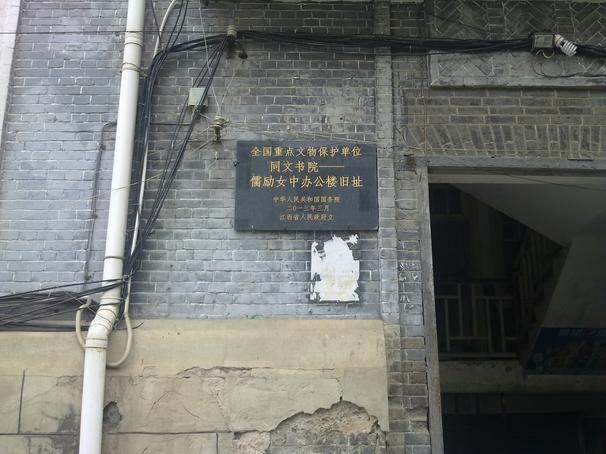 全国重点文物保护单位
同文书院——
儒励女中办公楼旧址
中华人民共和国国务院
二〇一三年三月
江西省人民政府立